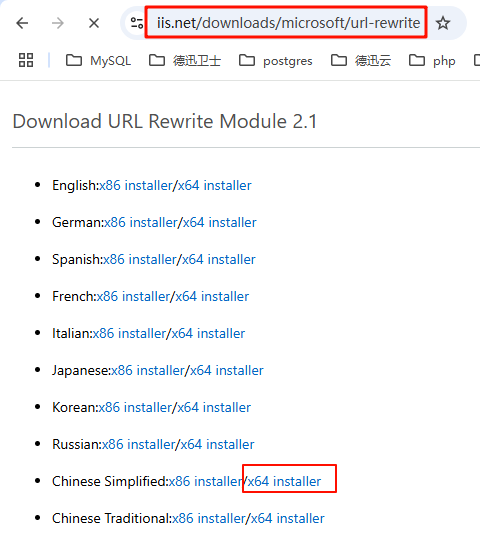 iis.net/downloads/microsoft/url-rewrite
MySQL 德迅卫士 postgres 德迅云 php
Download URL Rewrite Module 2.1
English:x86 installer/x64 installer
German:x86 installer/x64 installer
Spanish:x86 installer/x64 installer
French:x86 installer/x64 installer
Italian:x86 installer/x64 installer
Japanese:x86 installer/x64 installer
Korean:x86 installer/x64 installer
Russian:x86 installer/x64 installer
Chinese Simplified:x86 installer/x64 installer
Chinese Traditional:x86 installer/x64 installer